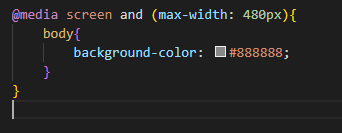 @media screen and (max-width: 480px){
    body{
        background-color: #888888;
    }
}